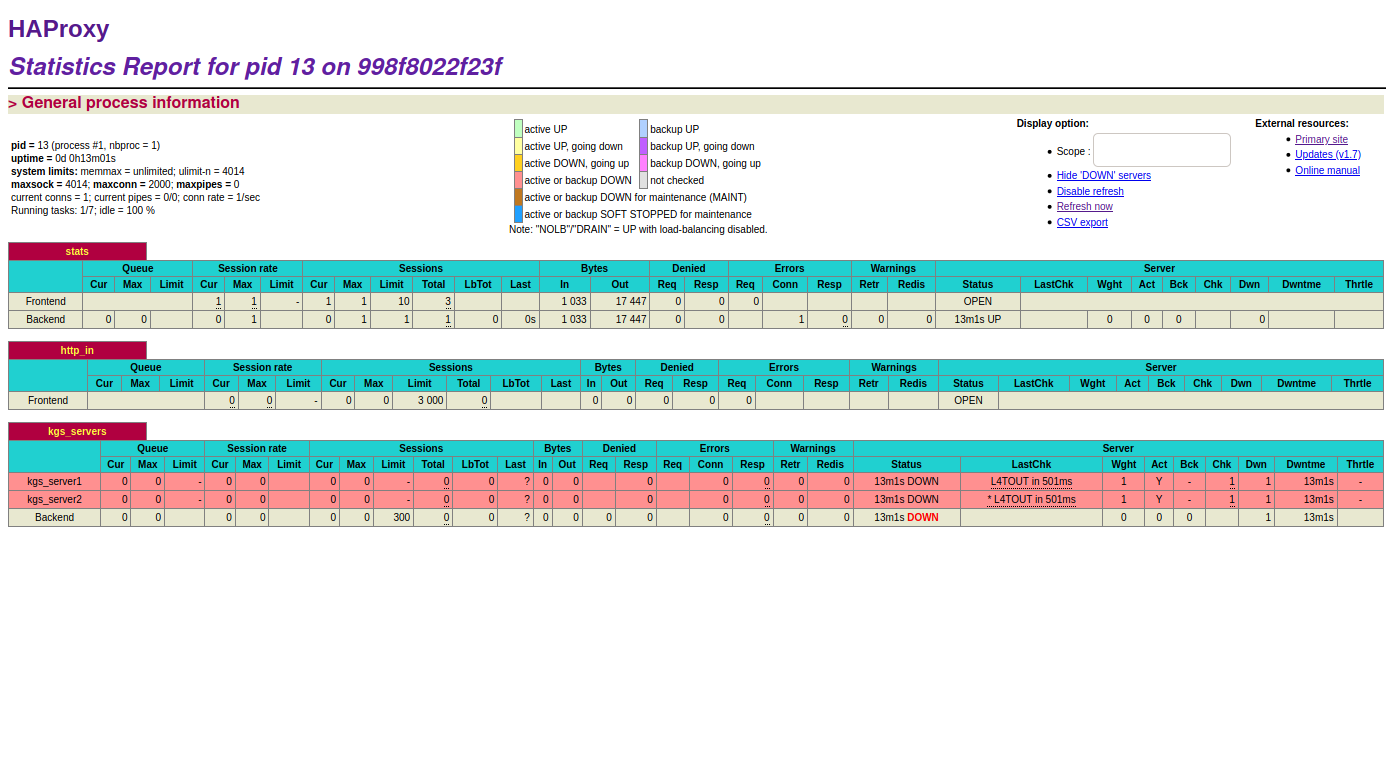 HAProxy
Statistics Report for pid 13 on 998f8022f23f
> General process information
pid = 13 (process #1, nbproc = 1)
uptime = 0d 0h13m01s
system limits: memmax = unlimited; ulimit-n = 4014
maxsock = 4014; maxconn = 2000; maxpipes = 0
current conns = 1; current pipes = 0/0; conn rate = 1/sec
Running tasks: 1/7; idle = 100 %
active UP backup UP
active UP, going down backup UP, going down
active DOWN, going up backup DOWN, going up
active or backup DOWN not checked
active or backup DOWN for maintenance (MAINT)
active or backup SOFT STOPPED for maintenance
Note: "NOLB"/"DRAIN" = UP with load-balancing disabled.
Display option:
• Scope :
• Hide 'DOWN' servers
• Disable refresh
• Refresh now
• CSV export
External resources:
• Primary site
• Updates (v1.7)
• Online manual
stats
Queue Session rate Sessions Bytes Denied Errors Warnings Server
Cur Max Limit Cur Max Limit Cur Max Limit Total LbTot Last In Out Req Resp Req Conn Resp Retr Redis Status LastChk Wght Act Bck Chk Dwn Dwntme Thrtle
Frontend 1 1 - 1 1 10 3 1 033 17 447 0 0 0 OPEN
Backend 0 0 0 1 0 1 1 1 0 0s 1 033 17 447 0 0 1 0 0 0 13m1s UP 0 0 0 0
http_in
Queue Session rate Sessions Bytes Denied Errors Warnings Server
Cur Max Limit Cur Max Limit Cur Max Limit Total LbTot Last In Out Req Resp Req Conn Resp Retr Redis Status LastChk Wght Act Bck Chk Dwn Dwntme Thrtle
Frontend 0 0 - 0 0 3 000 0 0 0 0 0 0 OPEN
kgs_servers
Queue Session rate Sessions Bytes Denied Errors Warnings Server
Cur Max Limit Cur Max Limit Cur Max Limit Total LbTot Last In Out Req Resp Req Conn Resp Retr Redis Status LastChk Wght Act Bck Chk Dwn Dwntme Thrtle
kgs_server1 0 0 - 0 0 0 0 - 0 0 ? 0 0 0 0 0 0 0 13m1s DOWN L4TOUT in 501ms 1 Y - 1 1 13m1s -
kgs_server2 0 0 - 0 0 0 0 - 0 0 ? 0 0 0 0 0 0 0 13m1s DOWN * L4TOUT in 501ms 1 Y - 1 1 13m1s -
Backend 0 0 0 0 0 0 300 0 0 ? 0 0 0 0 0 0 0 0 13m1s DOWN 0 0 0 1 13m1s